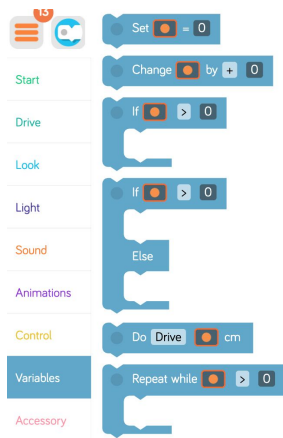 13
Set = 0
Change by + 0
Start
If > 0
Drive
Look
If > 0
Light
Sound
Else
Animations
Control
Do Drive cm
Variables
Repeat while > 0
Accessory